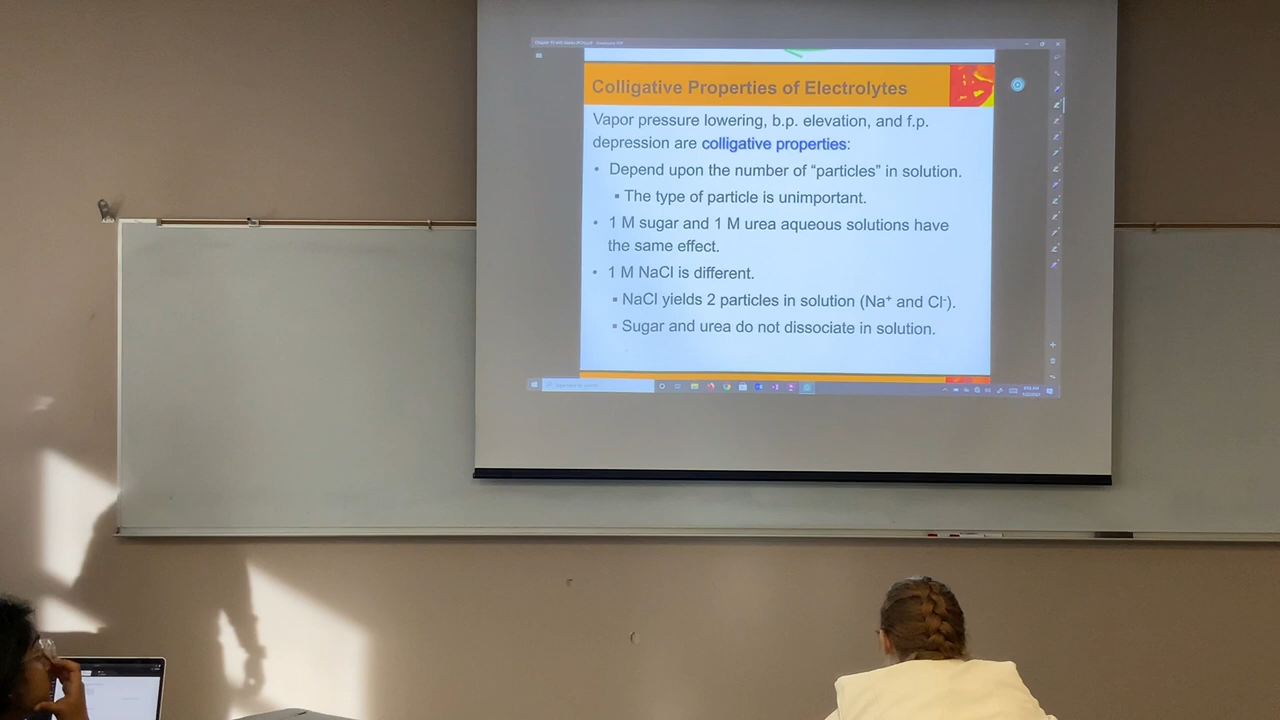 Colligative Properties of Electrolytes
Vapor pressure lowering, b.p. elevation, and f.p.
depression are colligative properties:
• Depend upon the number of “particles” in solution.
▪ The type of particle is unimportant.
• 1 M sugar and 1 M urea aqueous solutions have
the same effect.
• 1 M NaCl is different.
▪ NaCl yields 2 particles in solution (Na⁺ and Cl⁻).
▪ Sugar and urea do not dissociate in solution.